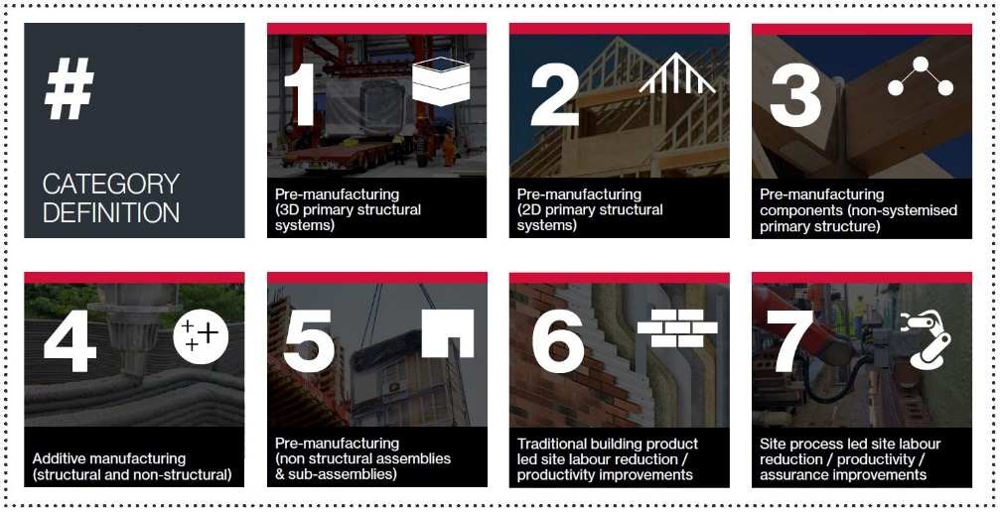 #
CATEGORY
DEFINITION
1
Pre-manufacturing
(3D primary structural
systems)
2
Pre-manufacturing
(2D primary structural
systems)
3
Pre-manufacturing
components (non-systemised
primary structure)
4
Additive manufacturing
(structural and non-structural)
5
Pre-manufacturing
(non structural assemblies
& sub-assemblies)
6
Traditional building product
led site labour reduction /
productivity improvements
7
Site process led site labour
reduction / productivity /
assurance improvements